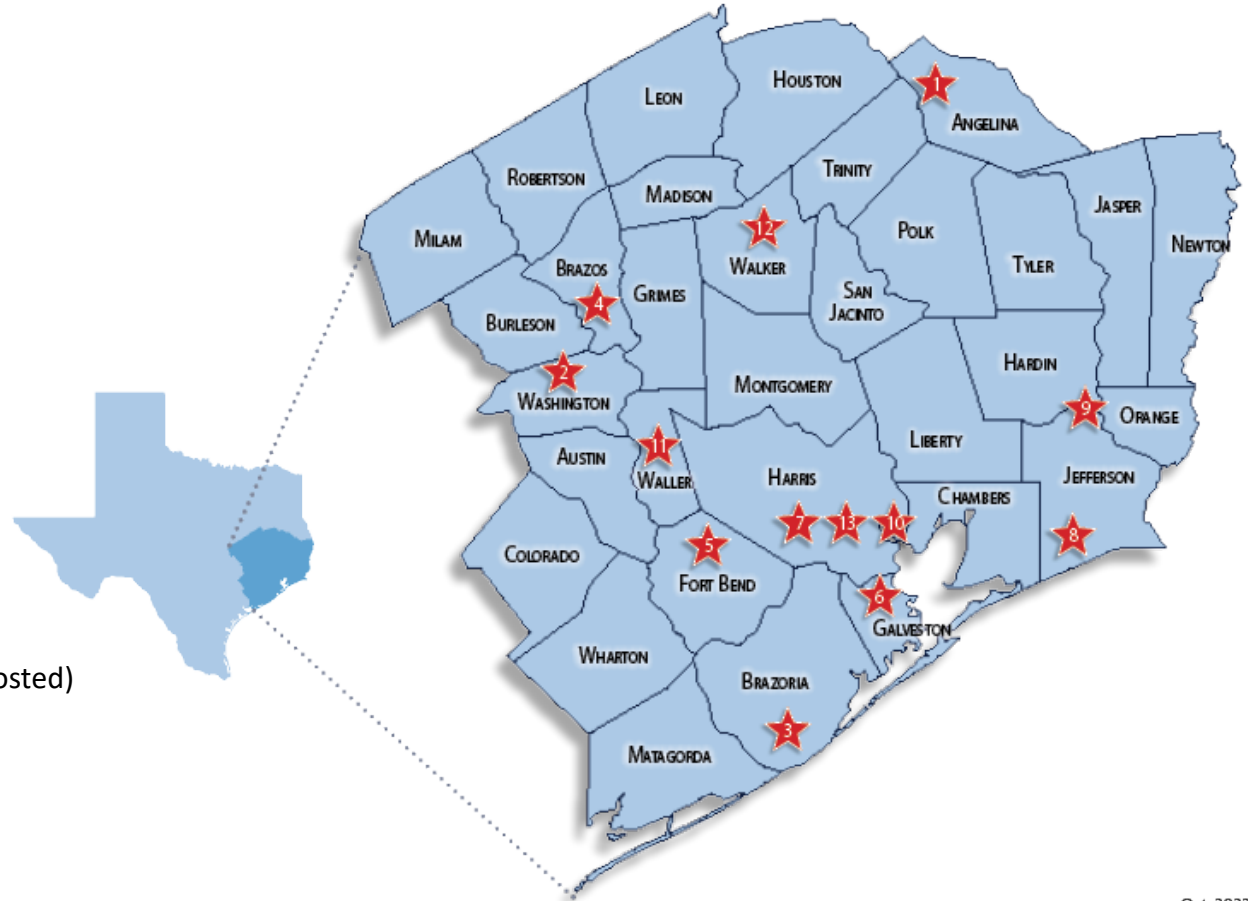 HOUSTON
LEON
1
ANGELINA
TRINITY
ROBERTSON
MADISON
JASPER
12
POLK
MILAM
NEWTON
WALKER
BRAZOS
TYLER
GRIMES
SAN
JACINTO
4
BURLESON
HARDIN
2
MONTGOMERY
WASHINGTON
9
ORANGE
LIBERTY
11
AUSTIN
HARRIS
JEFFERSON
WALLER
CHAMBERS
7
13
10
8
5
COLORADO
FORT BEND
6
GALVESTON
WHARTON
BRAZORIA
osted)
3
MATAGORDA